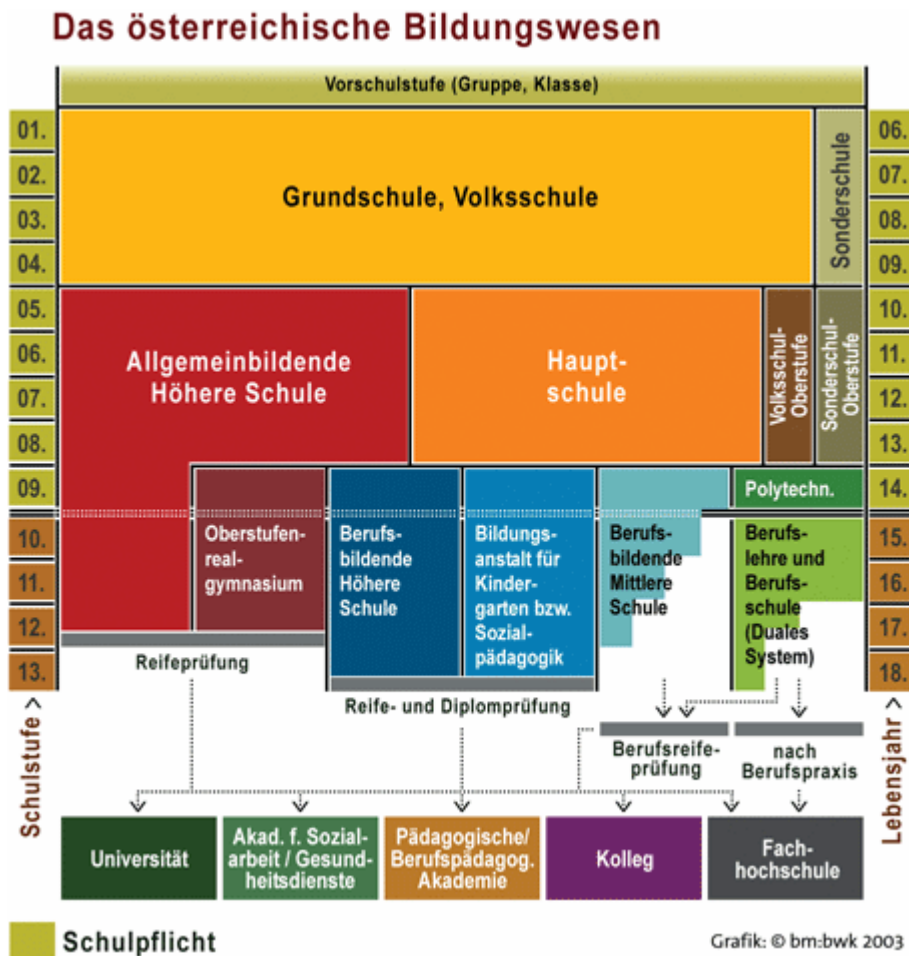 Das österreichische Bildungswesen
Vorschulstufe (Gruppe, Klasse)
01.
02.
03.
04.
05.
06.
07.
08.
09.
10.
11.
12.
13.
Schulstufe >
Grundschule, Volksschule
Sonderschule
06.
07.
08.
09.
10.
11.
12.
13.
14.
15.
16.
17.
18.
Lebensjahr >
Allgemeinbildende
Höhere Schule
Haupt-
schule
Volksschul-
Oberstufe
Sonderschul-
Oberstufe
Polytechn.
Oberstufen-
real-
gymnasium
Berufs-
bildende
Höhere
Schule
Bildungs-
anstalt für
Kinder-
garten bzw.
Sozial-
pädagogik
Berufs-
bildende
Mittlere
Schule
Berufs-
lehre und
Berufs-
schule
(Duales
System)
Reifeprüfung
Reife- und Diplomprüfung
Berufsreife-
prüfung
nach
Berufspraxis
Universität
Akad. f. Sozial-
arbeit / Gesund-
heitsdienste
Pädagogische/
Berufspädagog.
Akademie
Kolleg
Fach-
hochschule
Schulpflicht
Grafik: © bm:bwk 2003